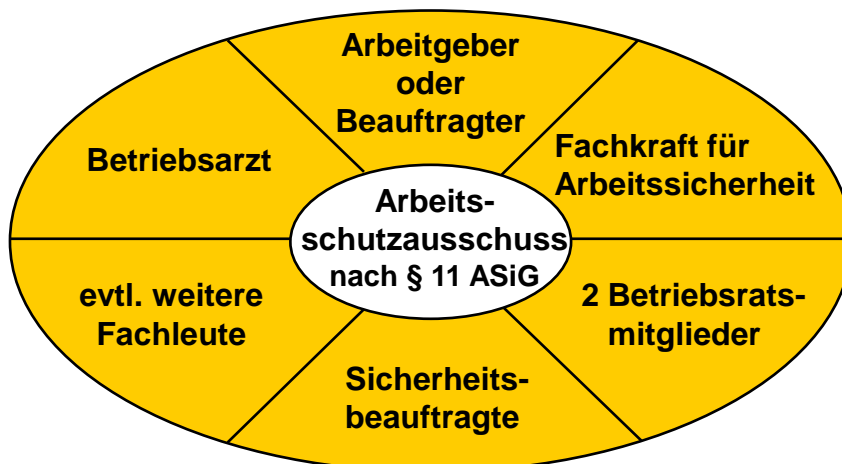 Arbeitgeber
oder
Beauftragter
Fachkraft für
Arbeitssicherheit
2 Betriebsrats-
mitglieder
Sicherheits-
beauftragte
evtl. weitere
Fachleute
Betriebsarzt
Arbeits-
schutzausschuss
nach § 11 ASiG